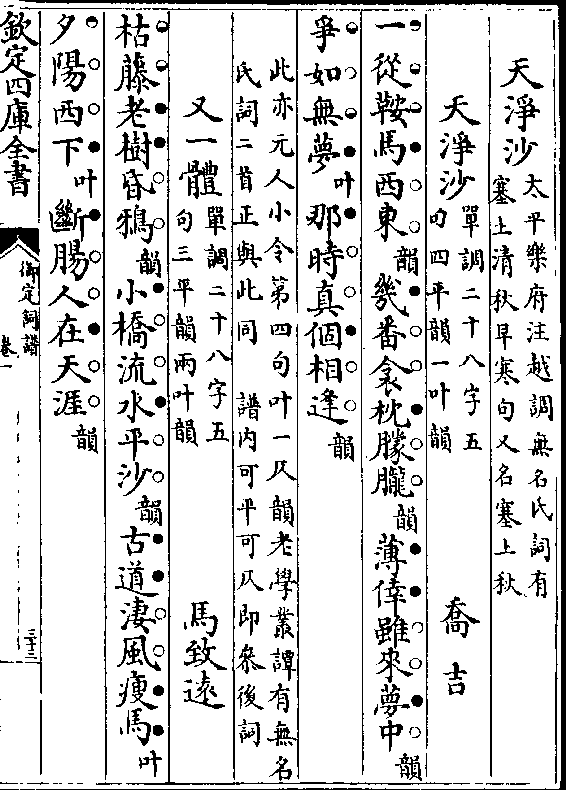 天淨沙 太平樂府注越調無名氏詞有
塞上清秋早寒句又名塞上秋
天淨沙 單調二十八字五
句四平韻一叶韻 喬吉
一從鞍馬西東韻幾番衾枕朦朧韻薄倖雖來夢中韻
爭如無夢叶那時真個相逢韻
此亦元人小令第四句叶一仄韻老學叢譚有無名
氏詞二首正與此同 譜內可平可仄即叅後詞
又一體 單調二十八字五
句三平韻兩叶韻 馬致遠
枯藤老樹昏鴉韻小橋流水平沙韻古道淒風瘦馬叶
夕陽西下叶斷腸人在天涯韻
欽定四庫全書 御定詞譜 卷一 三十三